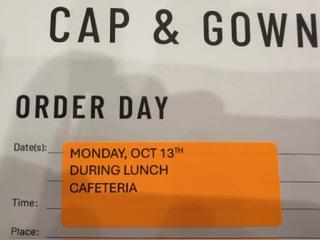 CAP & GOWN
ORDER DAY
Date(s):
MONDAY, OCT 13TH
DURING LUNCH
CAFETERIA
Time:
Place: